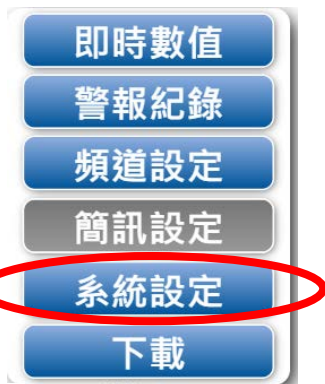 即時數值
警報紀錄
頻道設定
簡訊設定
系統設定
下載